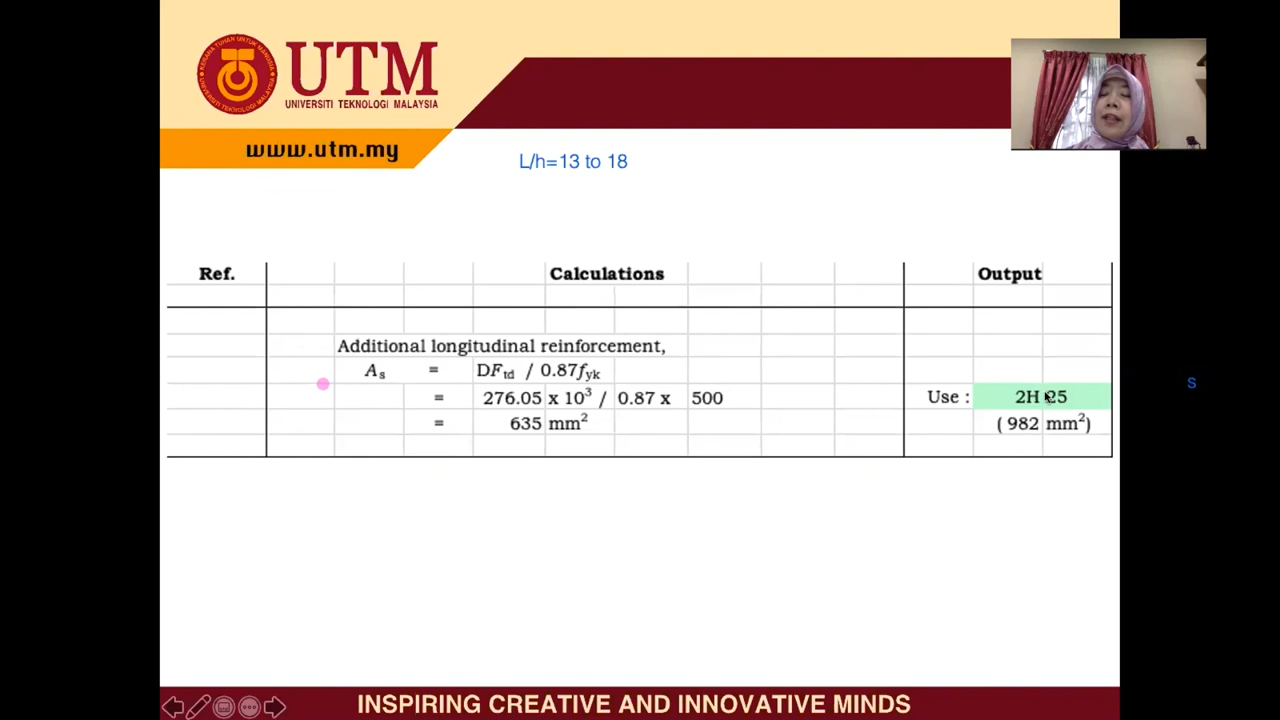 UTM
UNIVERSITI TEKNOLOGI MALAYSIA
www.utm.my
L/h=13 to 18
Ref. Calculations Output
Additional longitudinal reinforcement,
As = DFtd / 0.87fyk
= 276.05 x 10³ / 0.87 x 500 Use : 2H 25
= 635 mm² ( 982 mm²)
s
INSPIRING CREATIVE AND INNOVATIVE MINDS